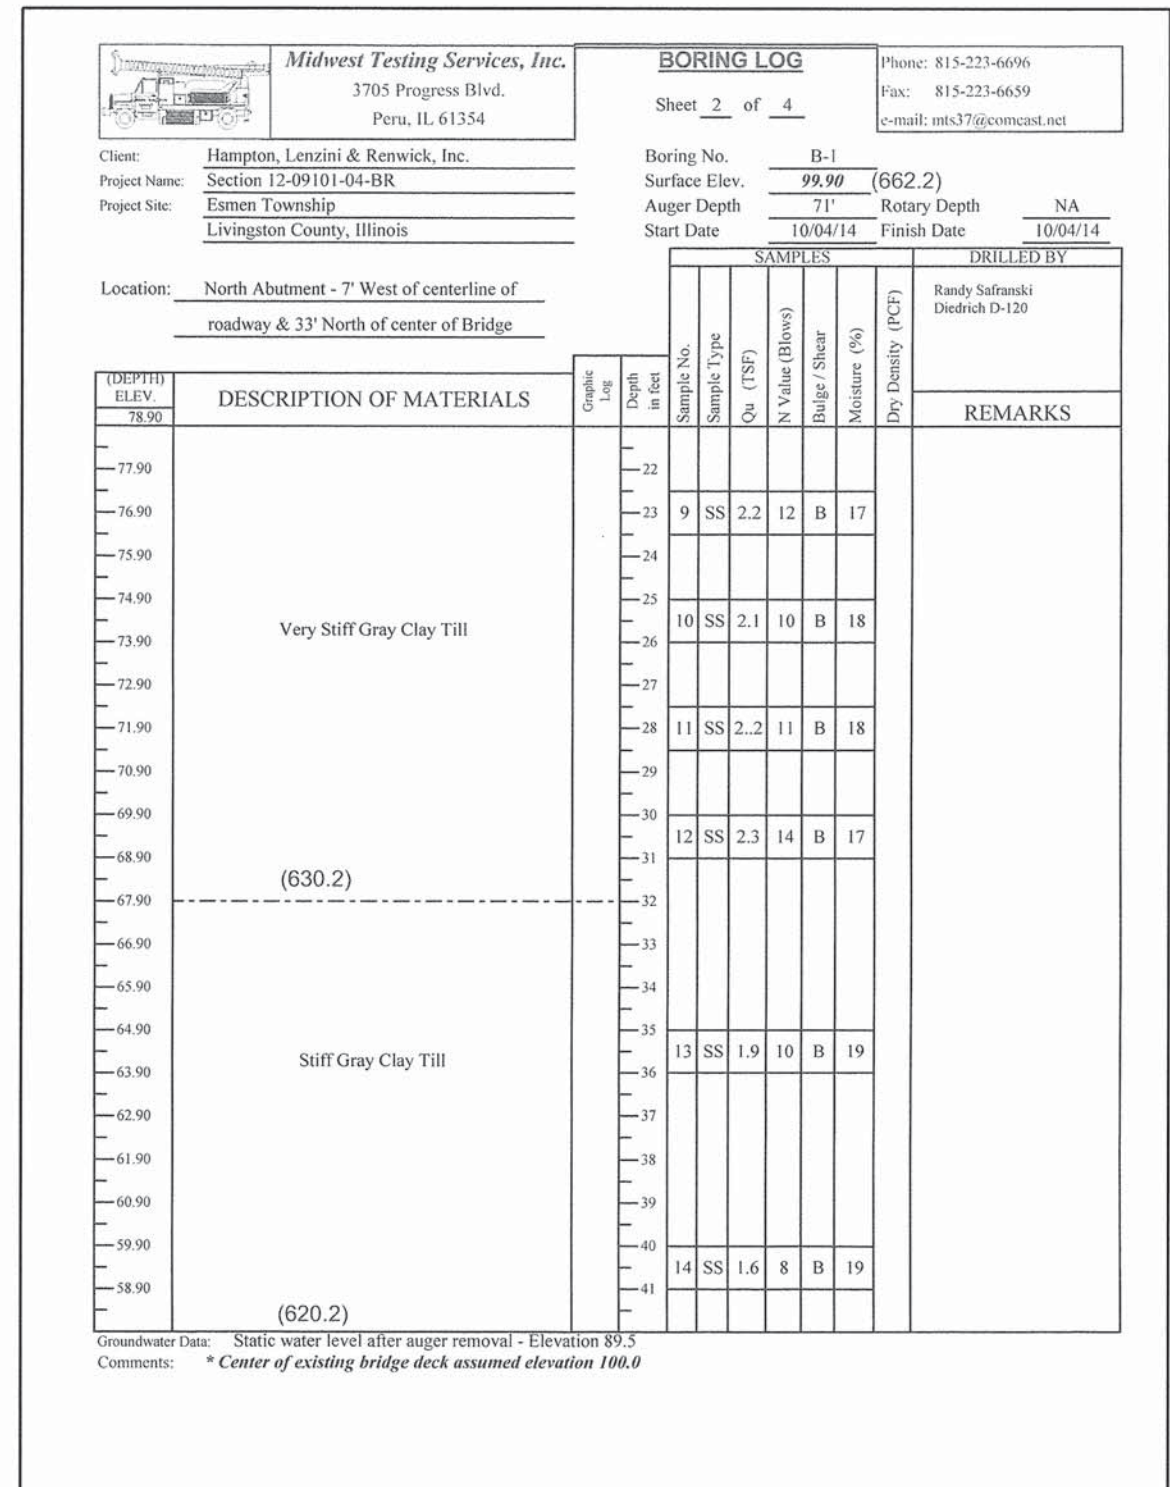 Midwest Testing Services, Inc.
3705 Progress Blvd.
Peru, IL 61354
BORING LOG
Sheet 2 of 4
Phone: 815-223-6696
Fax: 815-223-6659
e-mail: mts37@comcast.net
Client: Hampton, Lenzini & Renwick, Inc.
Project Name: Section 12-09101-04-BR
Project Site: Esmen Township
Livingston County, Illinois
Boring No. B-1
Surface Elev. 99.90 (662.2)
Auger Depth 71' Rotary Depth NA
Start Date 10/04/14 Finish Date 10/04/14
Location: North Abutment - 7' West of centerline of
roadway & 33' North of center of Bridge
SAMPLES DRILLED BY
Randy Safranski
Diedrich D-120
(DEPTH)
ELEV.
78.90
DESCRIPTION OF MATERIALS
Graphic
Log
Depth
in feet
Sample No.
Sample Type
Qu (TSF)
N Value (Blows)
Bulge / Shear
Moisture (%)
Dry Density (PCF)
REMARKS
77.90 22
76.90 23 9 SS 2.2 12 B 17
75.90 24
74.90 25
Very Stiff Gray Clay Till 10 SS 2.1 10 B 18
73.90 26
72.90 27
71.90 28 11 SS 2..2 11 B 18
70.90 29
69.90 30
12 SS 2.3 14 B 17
68.90 31
(630.2)
67.90 32
66.90 33
65.90 34
64.90 35
Stiff Gray Clay Till 13 SS 1.9 10 B 19
63.90 36
62.90 37
61.90 38
60.90 39
59.90 40
14 SS 1.6 8 B 19
58.90 41
(620.2)
Groundwater Data: Static water level after auger removal - Elevation 89.5
Comments: * Center of existing bridge deck assumed elevation 100.0